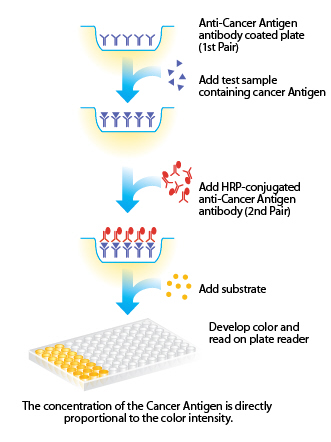 Anti-Cancer Antigen
antibody coated plate
(1st Pair)
Add test sample
containing cancer Antigen
Add HRP-conjugated
anti-Cancer Antigen
antibody (2nd Pair)
Add substrate
Develop color and
read on plate reader
The concentration of the Cancer Antigen is directly
proportional to the color intensity.